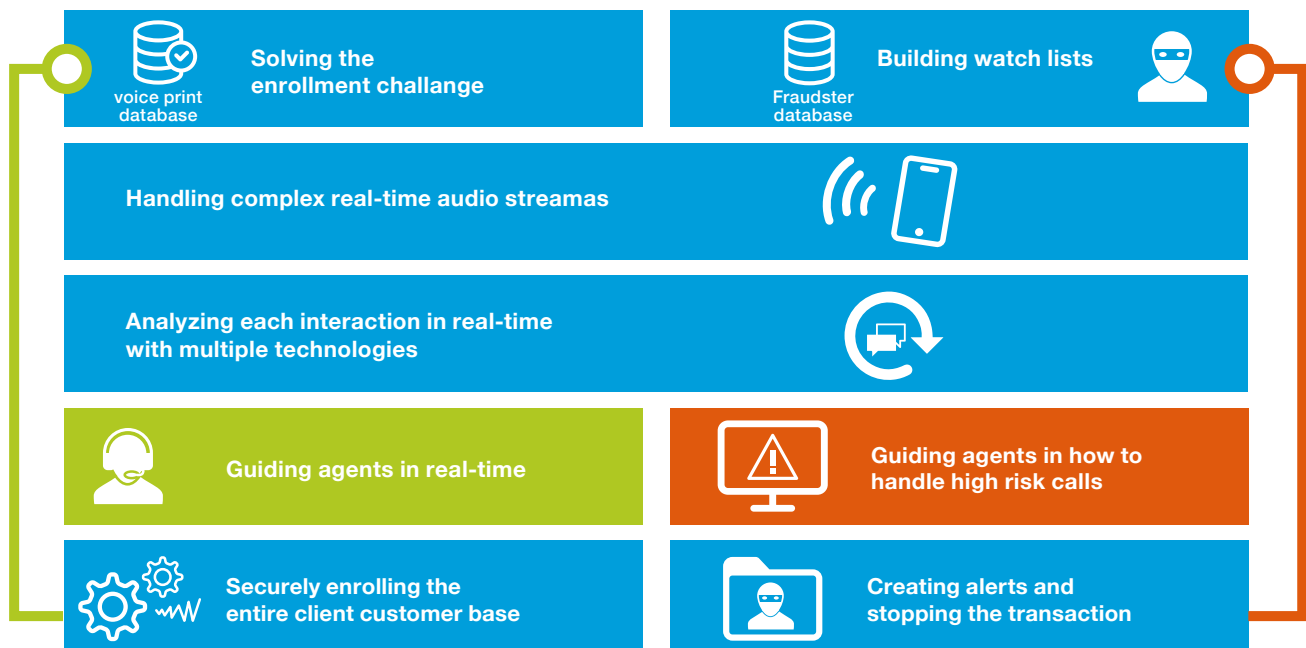 voice print
database
Solving the
enrollment challange
Fraudster
database
Building watch lists
Handling complex real-time audio streamas
Analyzing each interaction in real-time
with multiple technologies
Guiding agents in real-time
Guiding agents in how to
handle high risk calls
Securely enrolling the
entire client customer base
Creating alerts and
stopping the transaction